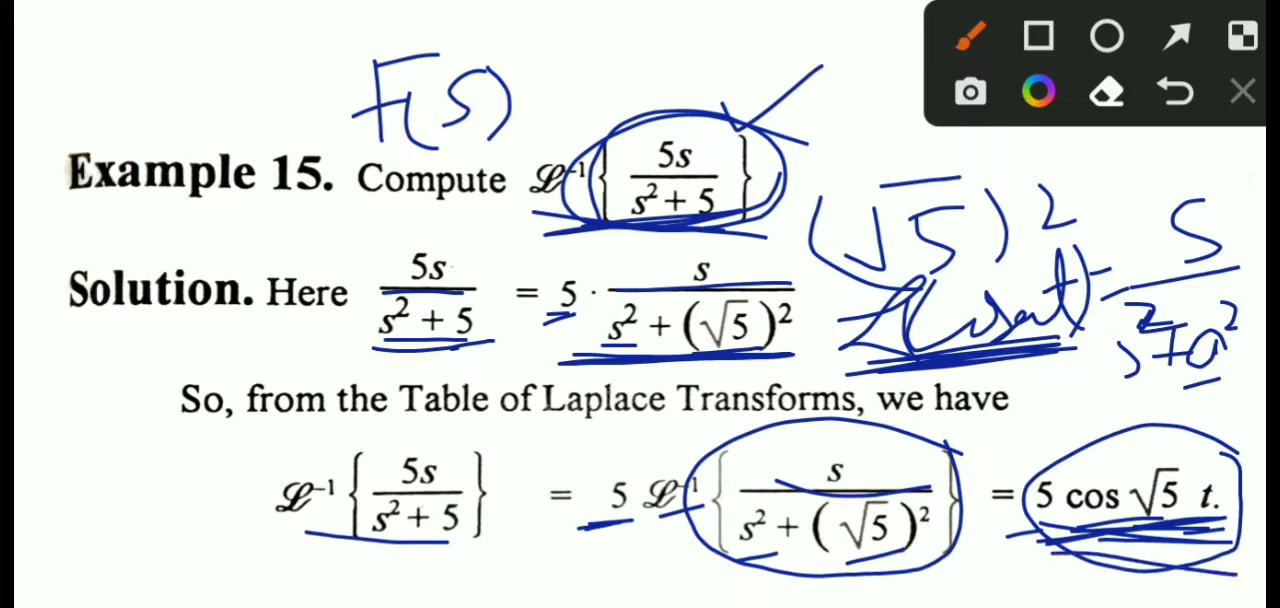 F(s)
Example 15. Compute ℒ⁻¹ { 5s / (s² + 5) }
(√5)²
Solution. Here 5s / (s² + 5) = 5 · s / (s² + (√5)²)
L(cosat) = s / (s² + a²)
So, from the Table of Laplace Transforms, we have
ℒ⁻¹ { 5s / (s² + 5) } = 5 ℒ⁻¹ { s / (s² + (√5)²) } = 5 cos √5 t.